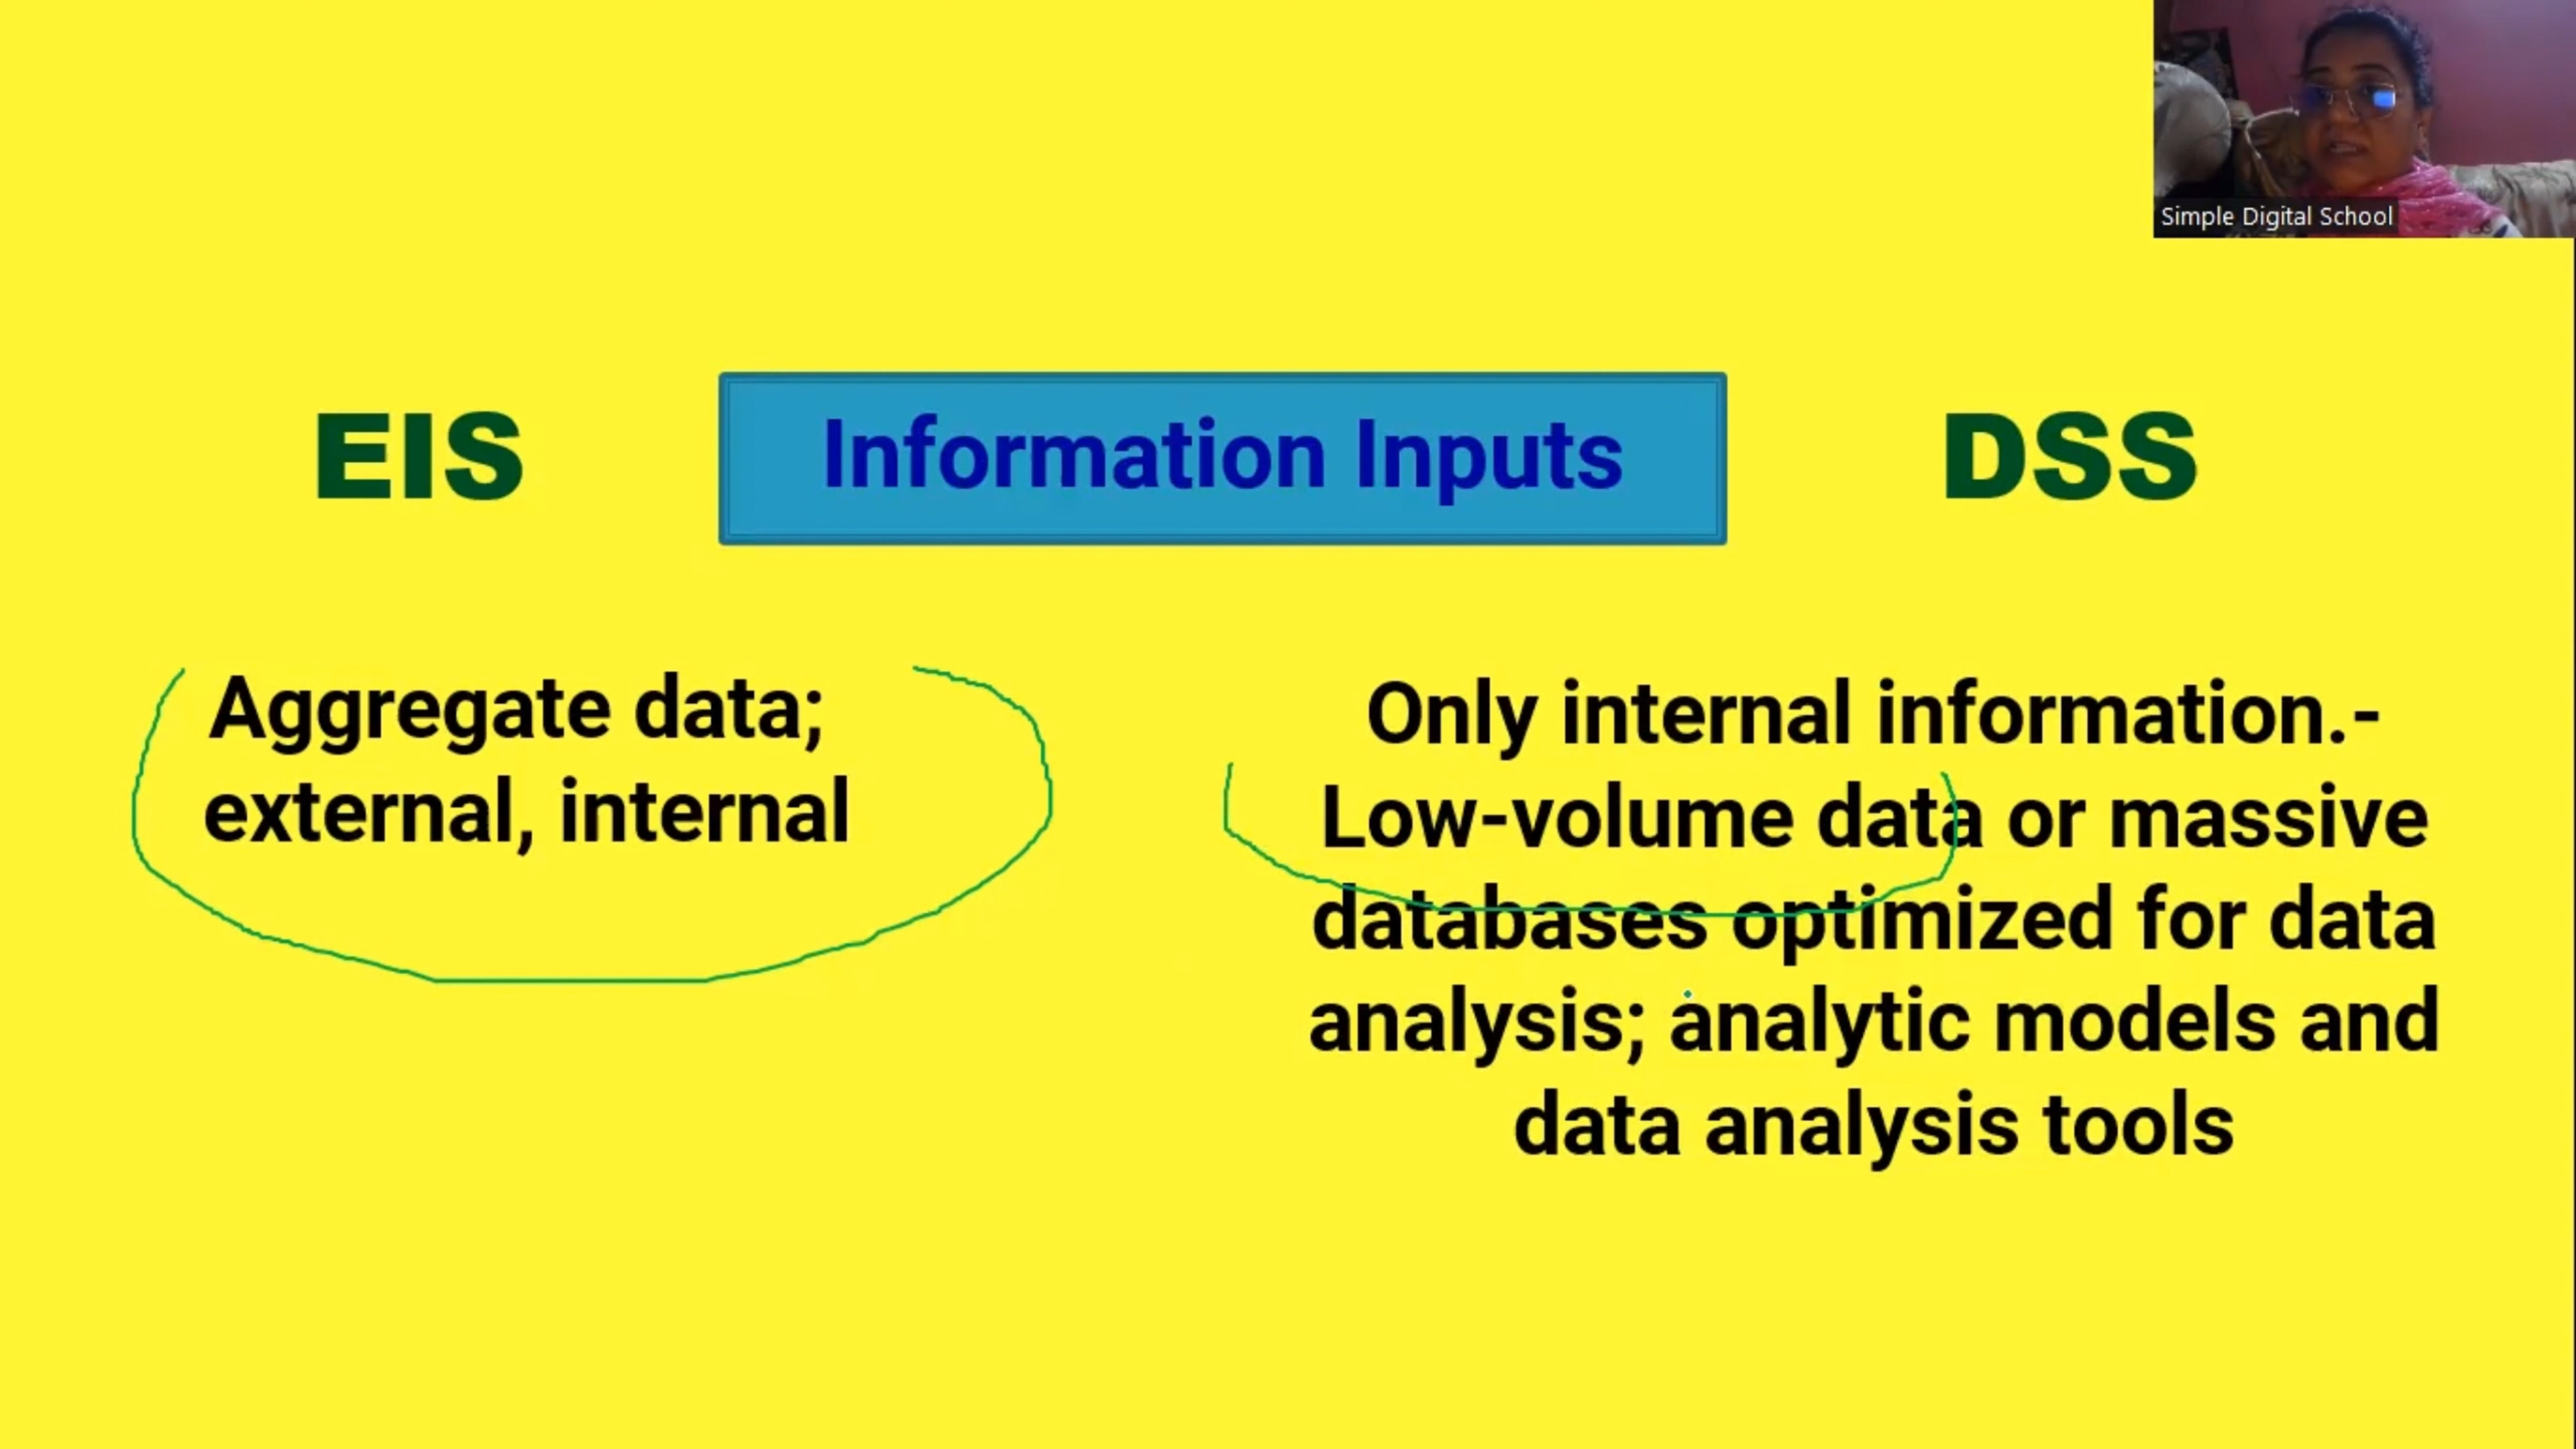 Simple Digital School
EIS
Information Inputs
DSS
Aggregate data;
external, internal
Only internal information.-
Low-volume data or massive
databases optimized for data
analysis; analytic models and
data analysis tools